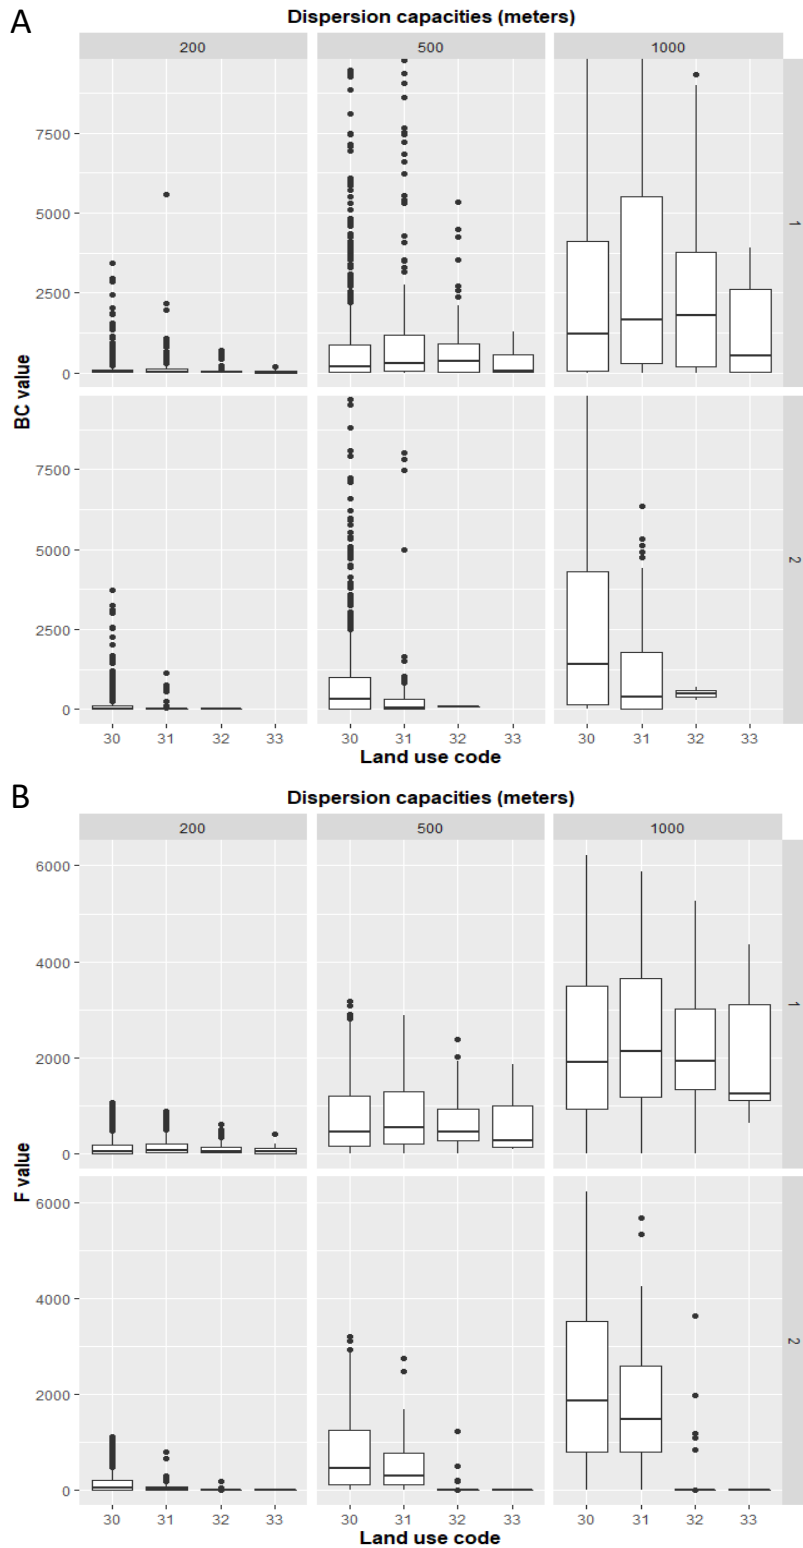 A
Dispersion capacities (meters)
200 500 1000
BC value
7500
5000
2500
0
1
7500
5000
2500
0
2
30 31 32 33 30 31 32 33 30 31 32 33
Land use code
B
Dispersion capacities (meters)
200 500 1000
F value
6000
4000
2000
0
1
6000
4000
2000
0
2
30 31 32 33 30 31 32 33 30 31 32 33
Land use code